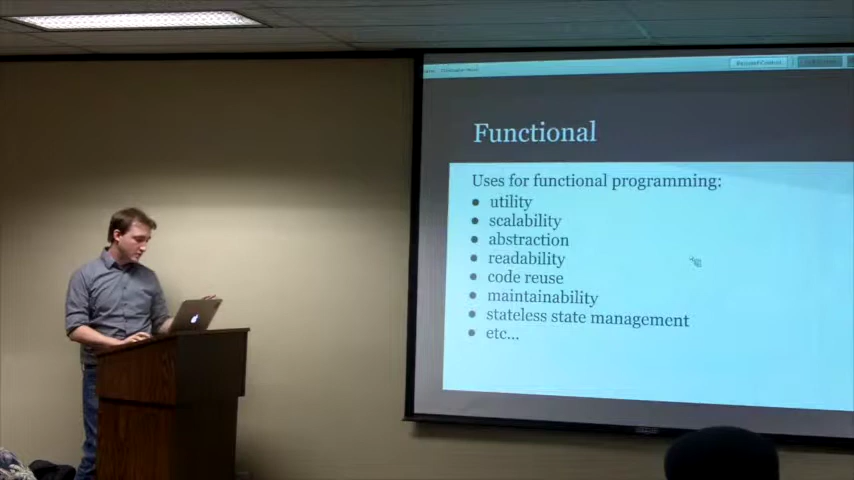 Functional
Uses for functional programming:
● utility
● scalability
● abstraction
● readability
● code reuse
● maintainability
● stateless state management
● etc...